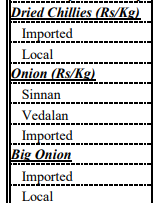 Dried Chillies (Rs/Kg)
Imported
Local
Onion (Rs/Kg)
Sinnan
Vedalan
Imported
Big Onion
Imported
Local